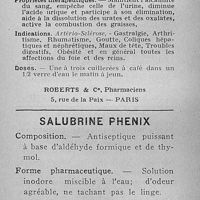 du sang, empêche celle de l'urine, diminue
l'acide urique et participe à son élimination,
aide à la dissolution des urates et des oxalates,
active la combustion des graisses.
Indications. Artério-Sclérose, - Gastralgie, Arthri-
tisme, Rhumatisme, Goutte, Coliques hépa-
tiques et néphrétiques, Maux de tête, Troubles
digestifs, Obésité et en général toutes les
affections du foie et des reins.
Doses. — Une à trois cuillerées à café dans un
1/2 verre d'eau le matin à jeun.
ROBERTS & Co, Pharmaciens
5, rue de la Paix — PARIS
SALUBRINE PHENIX
Composition. — Antiseptique puissant
à base d'aldéhyde formique et de thy-
mol.
Forme pharmaceutique. — Solution
inodore miscible à l'eau; d'odeur
agréable, ne tachant pas le linge.